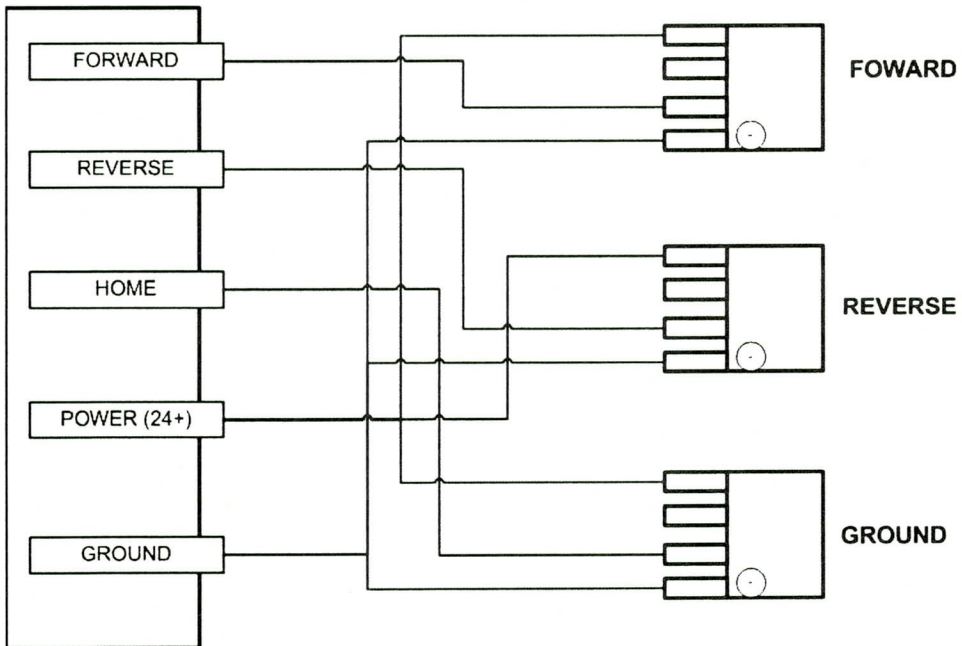 FORWARD
REVERSE
HOME
POWER (24+)
GROUND
FOWARD
REVERSE
GROUND